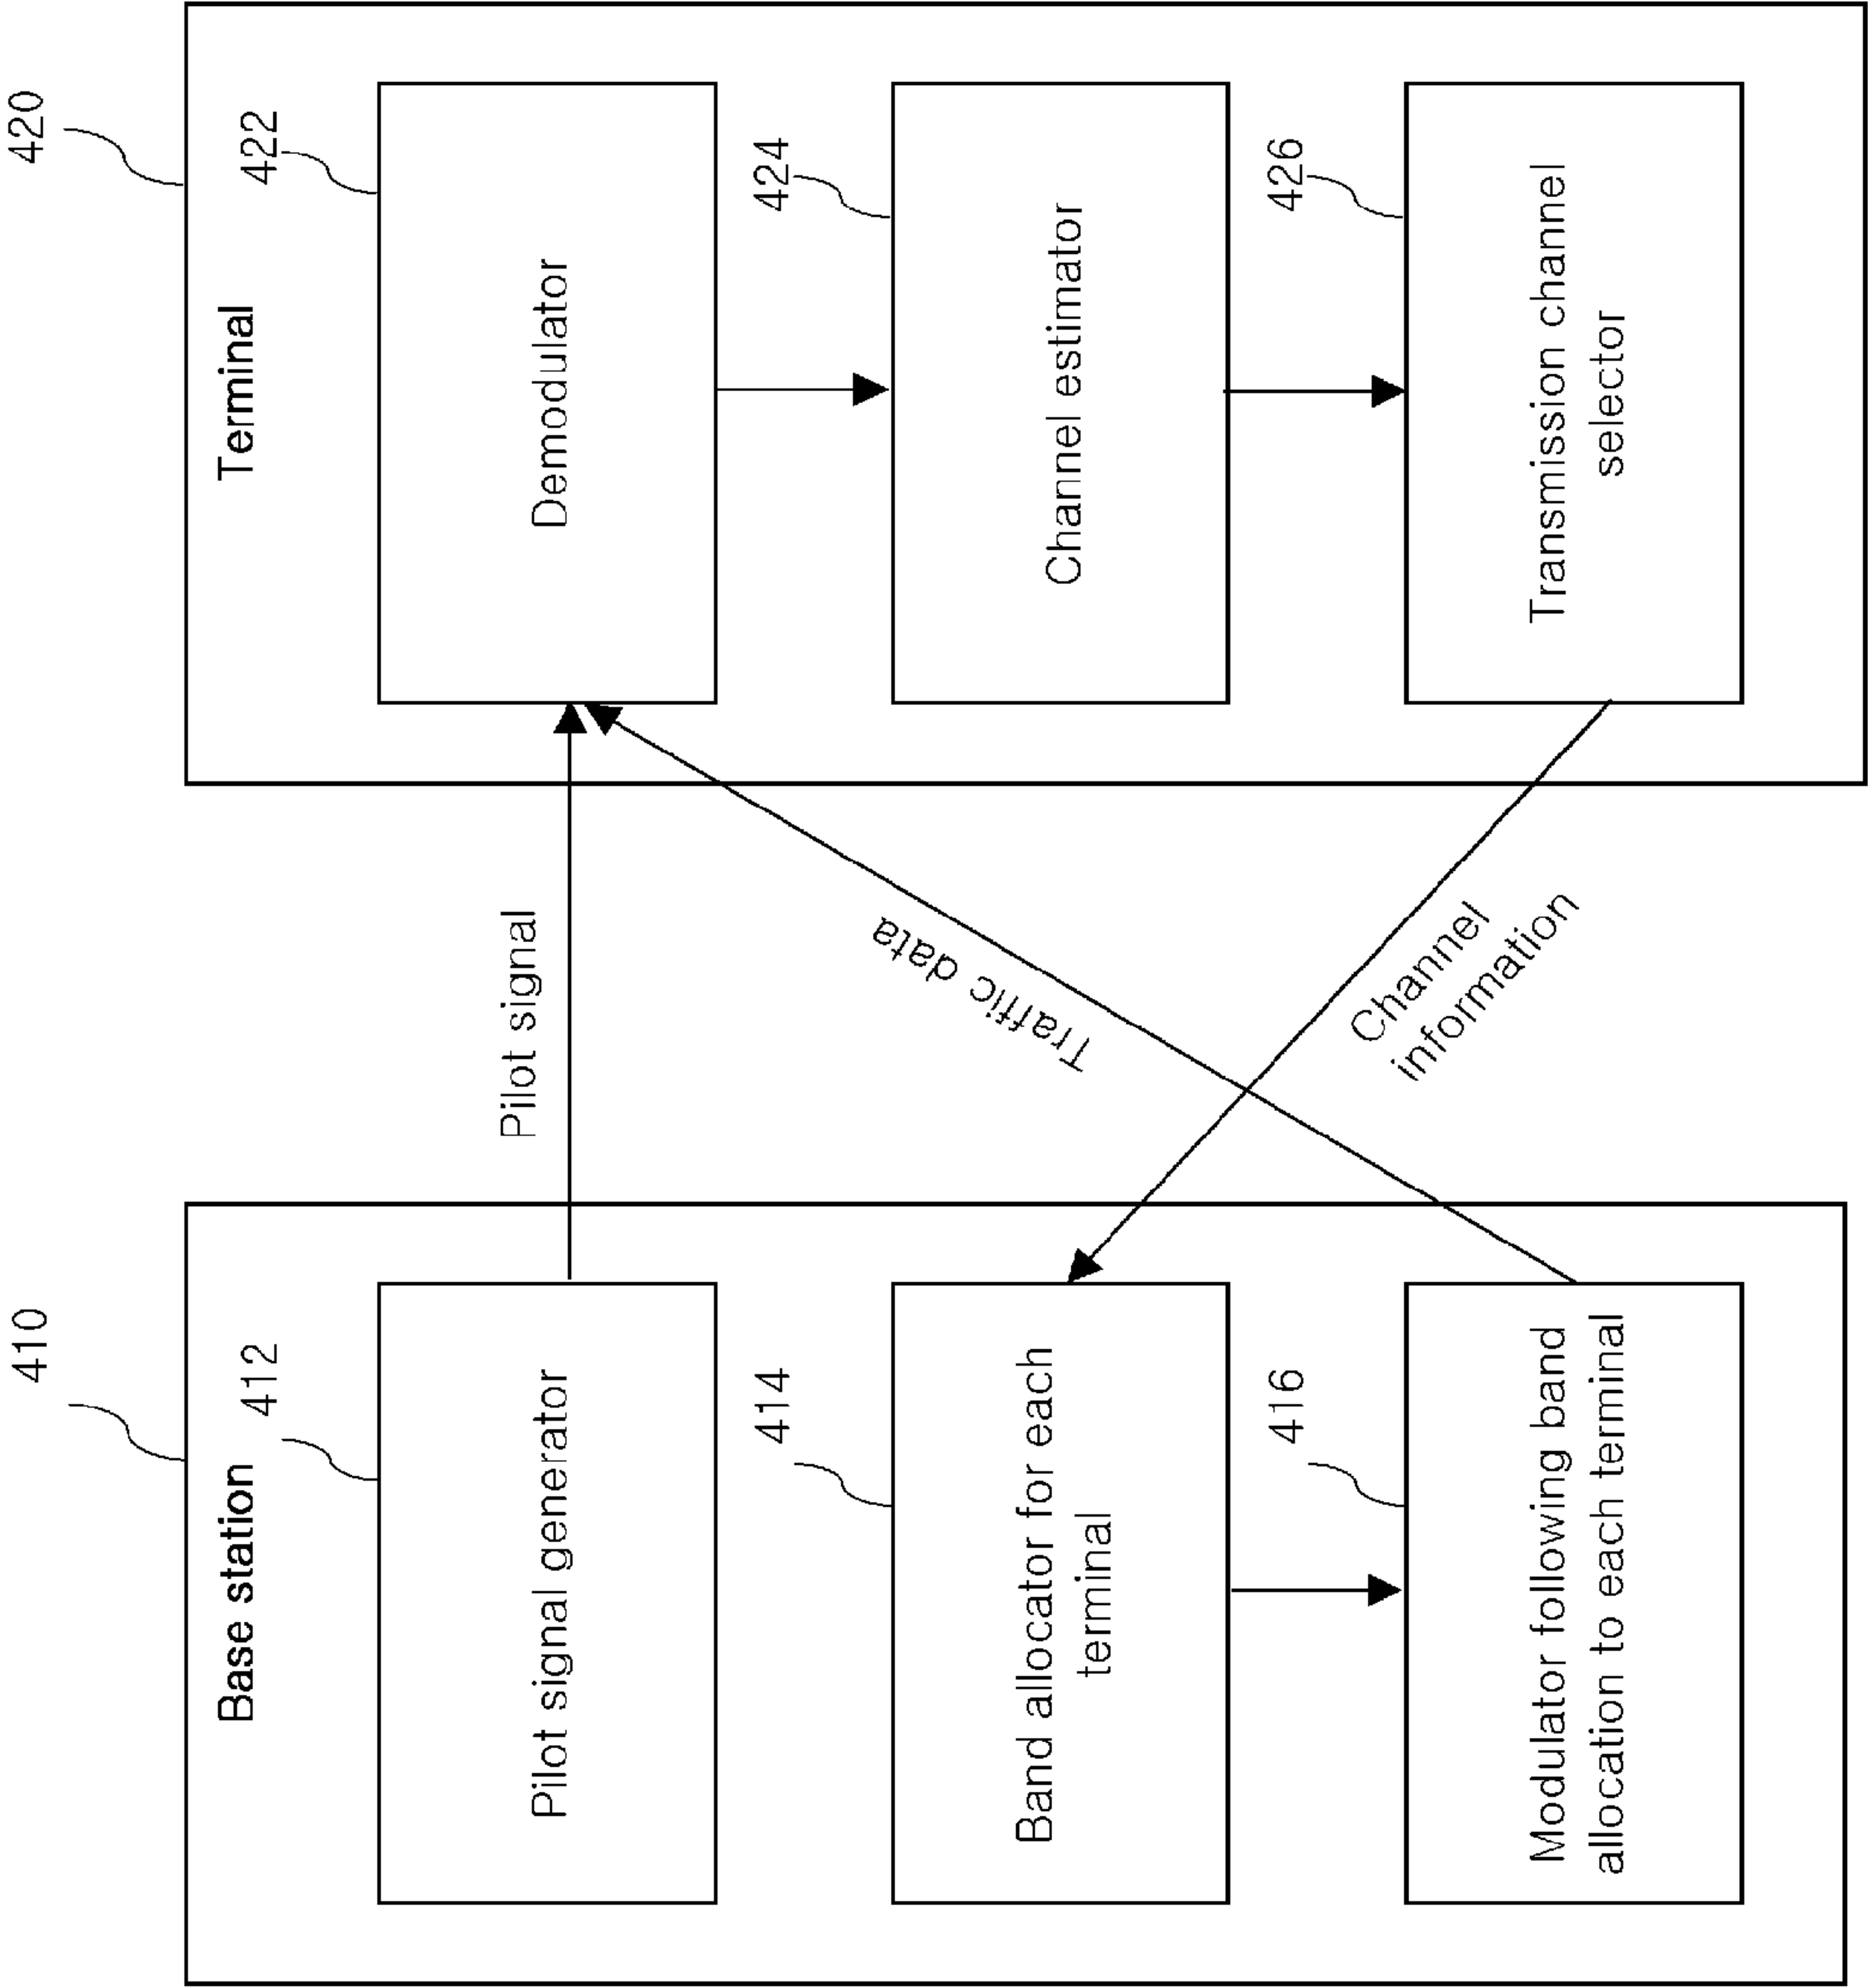 410
Base station
412
Pilot signal generator
414
Band allocator for each
terminal
416
Modulator following band
allocation to each terminal
Pilot signal
Traffic data
Channel
information
420
Terminal
422
Demodulator
424
Channel estimator
426
Transmission channel
selector